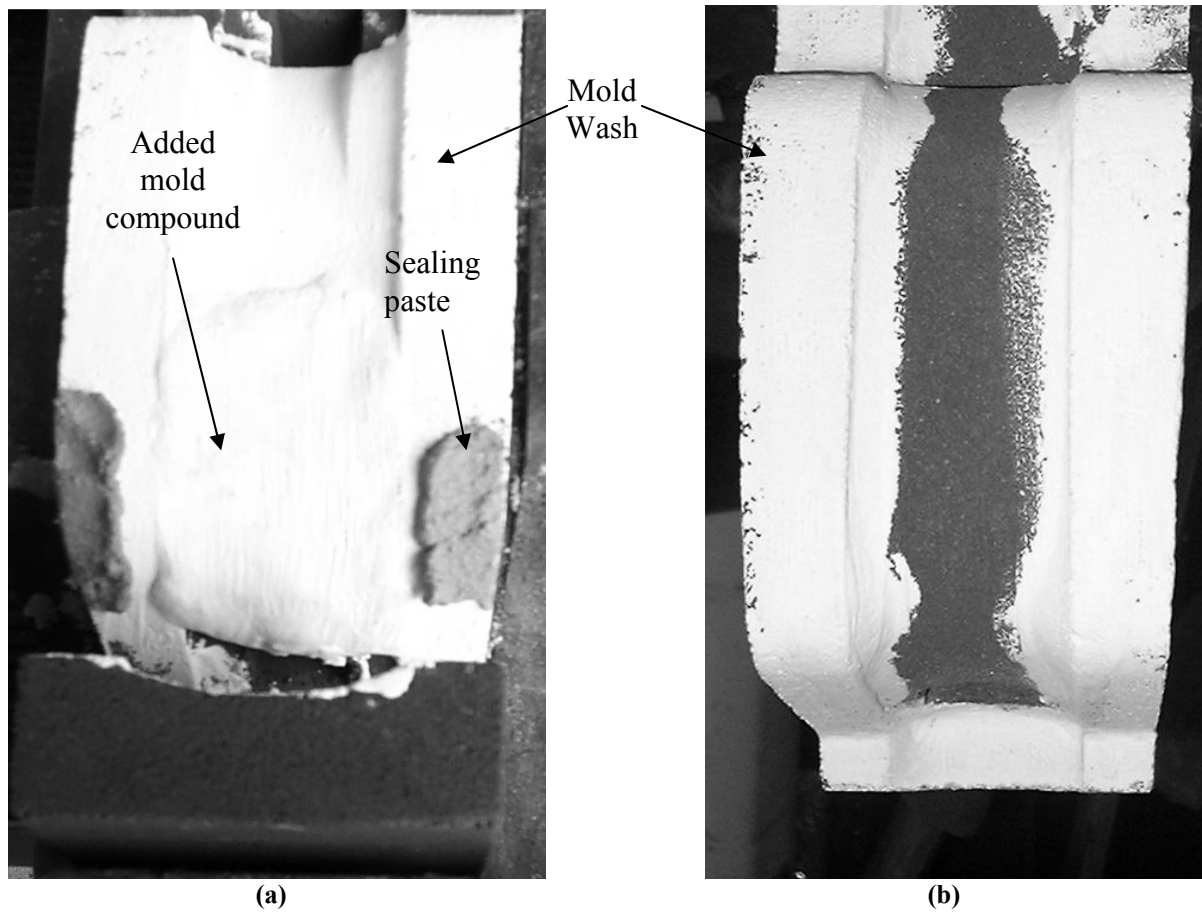 Added
mold
compound
Sealing
paste
Mold
Wash
(a)
(b)